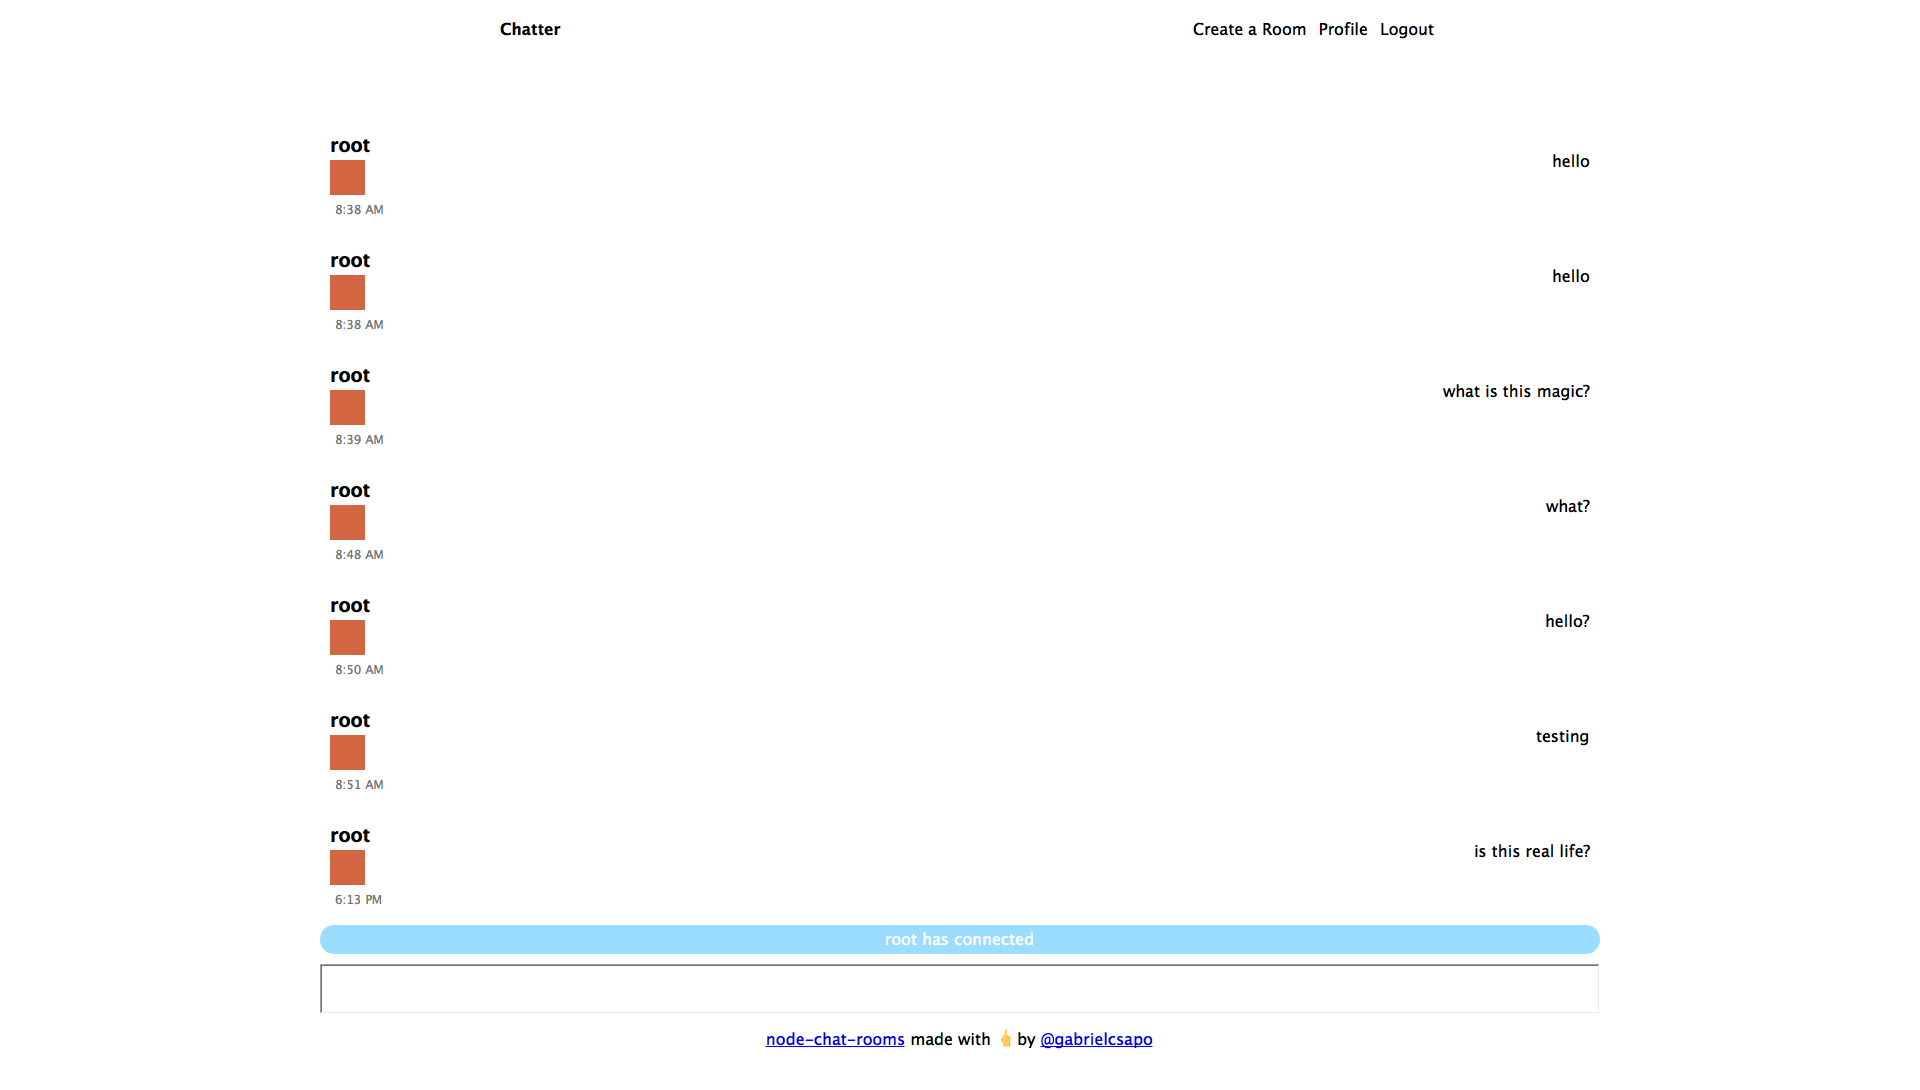 Chatter
Create a Room Profile Logout
root
hello
8:38 AM
root
hello
8:38 AM
root
what is this magic?
8:39 AM
root
what?
8:48 AM
root
hello?
8:50 AM
root
testing
8:51 AM
root
is this real life?
6:13 PM
root has connected
node-chat-rooms made with 👆 by @gabrielcsapo